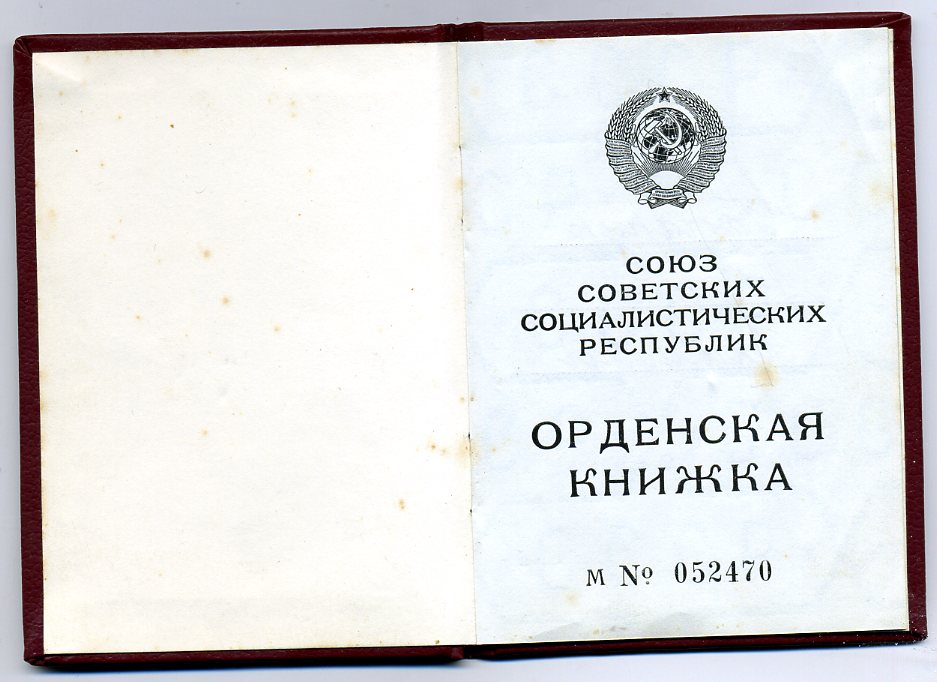 СОЮЗ
СОВЕТСКИХ
СОЦИАЛИСТИЧЕСКИХ
РЕСПУБЛИК
ОРДЕНСКАЯ
КНИЖКА
М № 052470